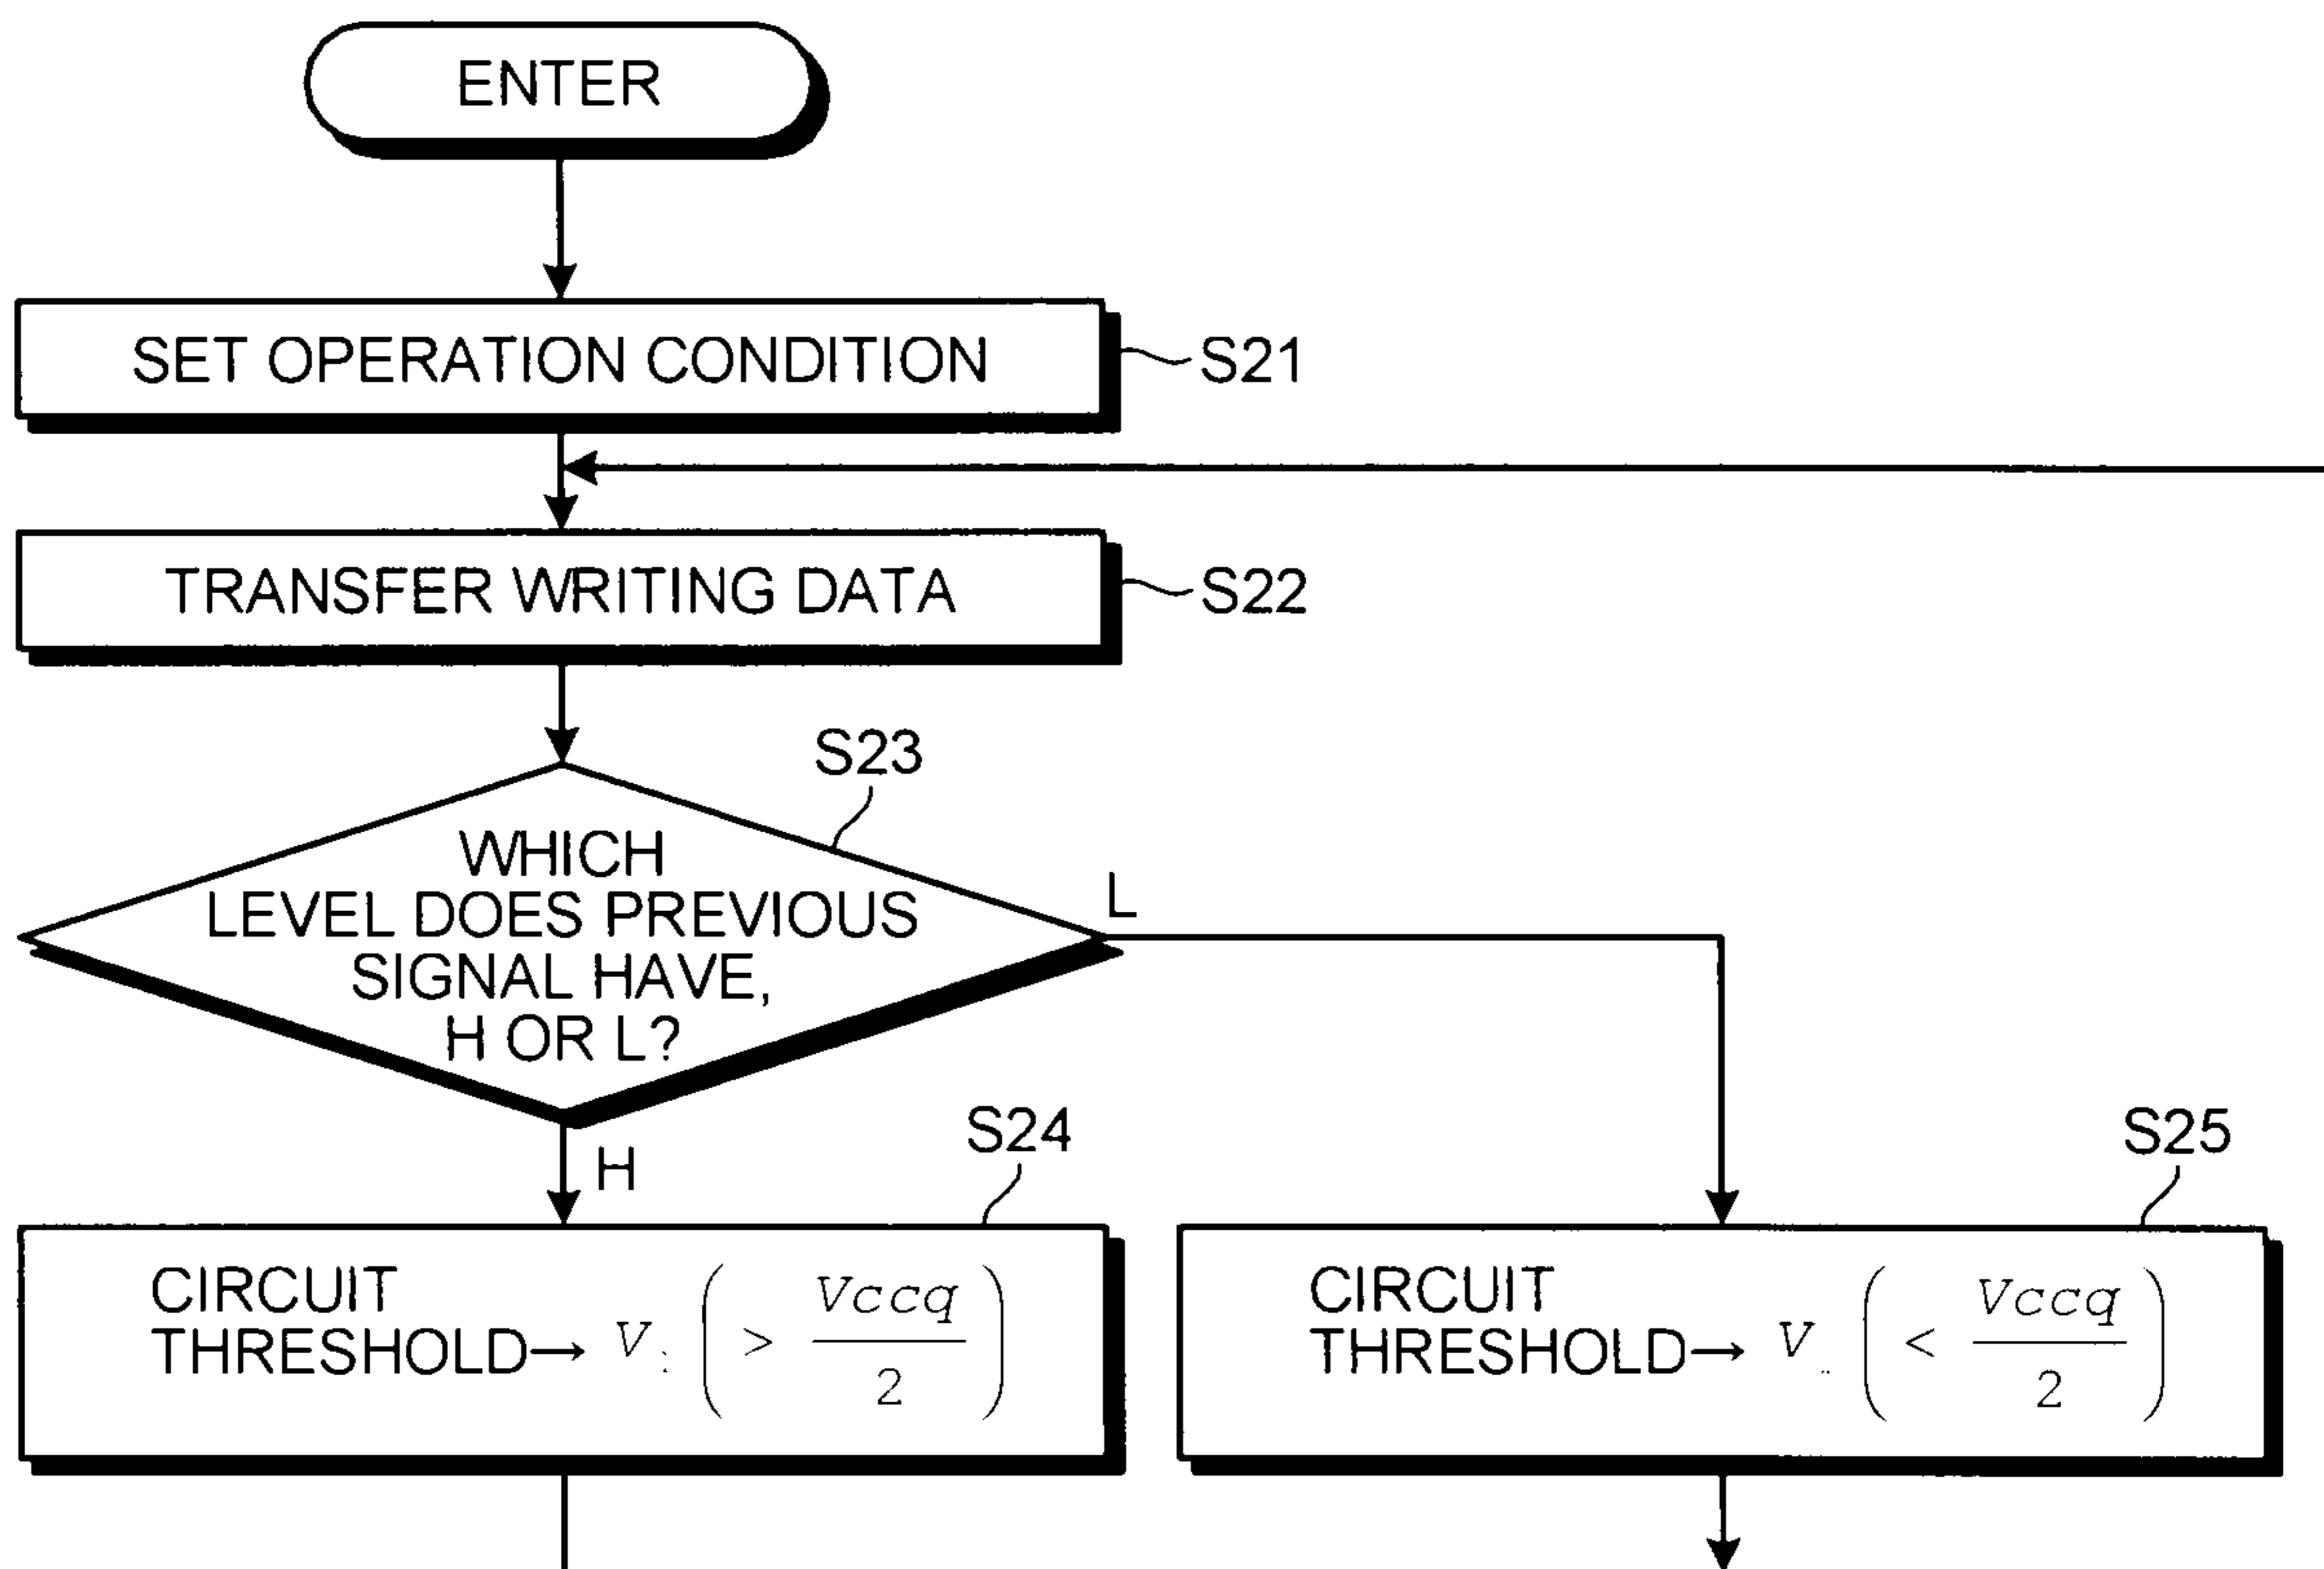 ENTER
SET OPERATION CONDITION
S21
TRANSFER WRITING DATA
S22
S23
WHICH
LEVEL DOES PREVIOUS
SIGNAL HAVE,
H OR L?
L
H
S24
S25
CIRCUIT
THRESHOLD→ V ( > Vccq / 2 )
CIRCUIT
THRESHOLD→ V ( < Vccq / 2 )